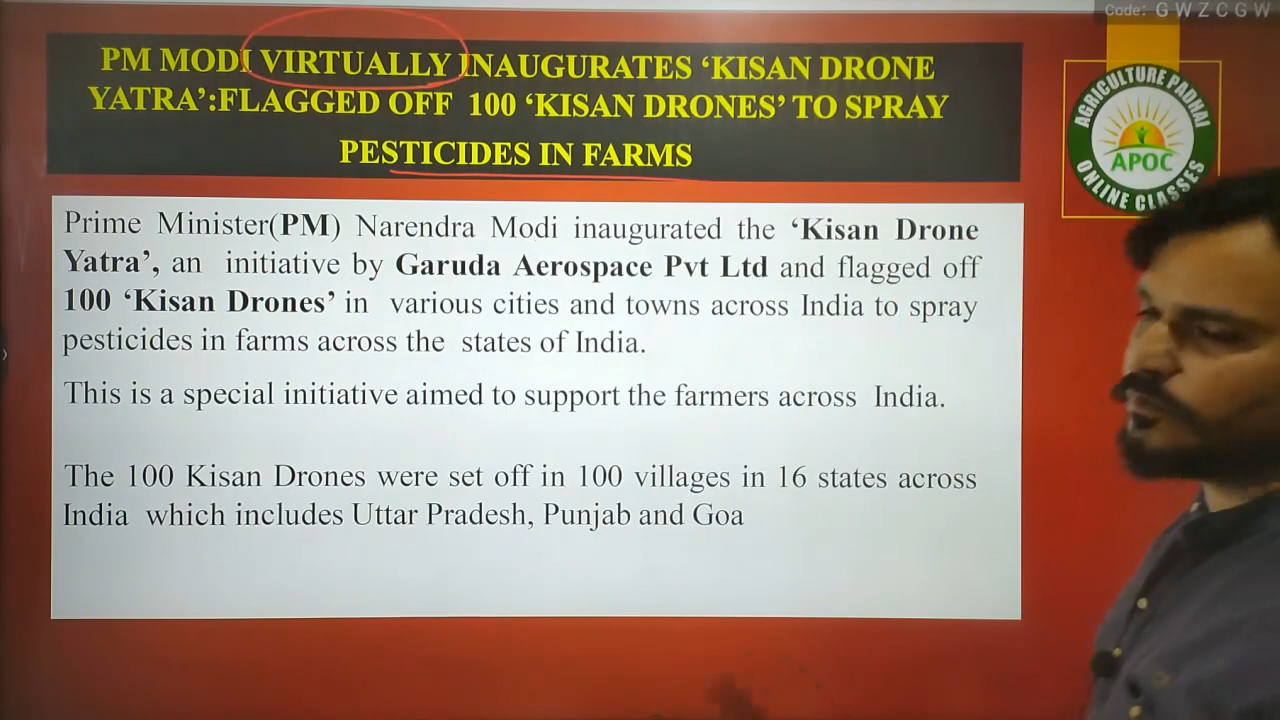 Code: G W Z C G W
PM MODI VIRTUALLY INAUGURATES ‘KISAN DRONE
YATRA’:FLAGGED OFF 100 ‘KISAN DRONES’ TO SPRAY
PESTICIDES IN FARMS
AGRICULTURE PADHAI
APOC
ONLINE CLASSES
Prime Minister(PM) Narendra Modi inaugurated the ‘Kisan Drone
Yatra’, an initiative by Garuda Aerospace Pvt Ltd and flagged off
100 ‘Kisan Drones’ in various cities and towns across India to spray
pesticides in farms across the states of India.
This is a special initiative aimed to support the farmers across India.
The 100 Kisan Drones were set off in 100 villages in 16 states across
India which includes Uttar Pradesh, Punjab and Goa